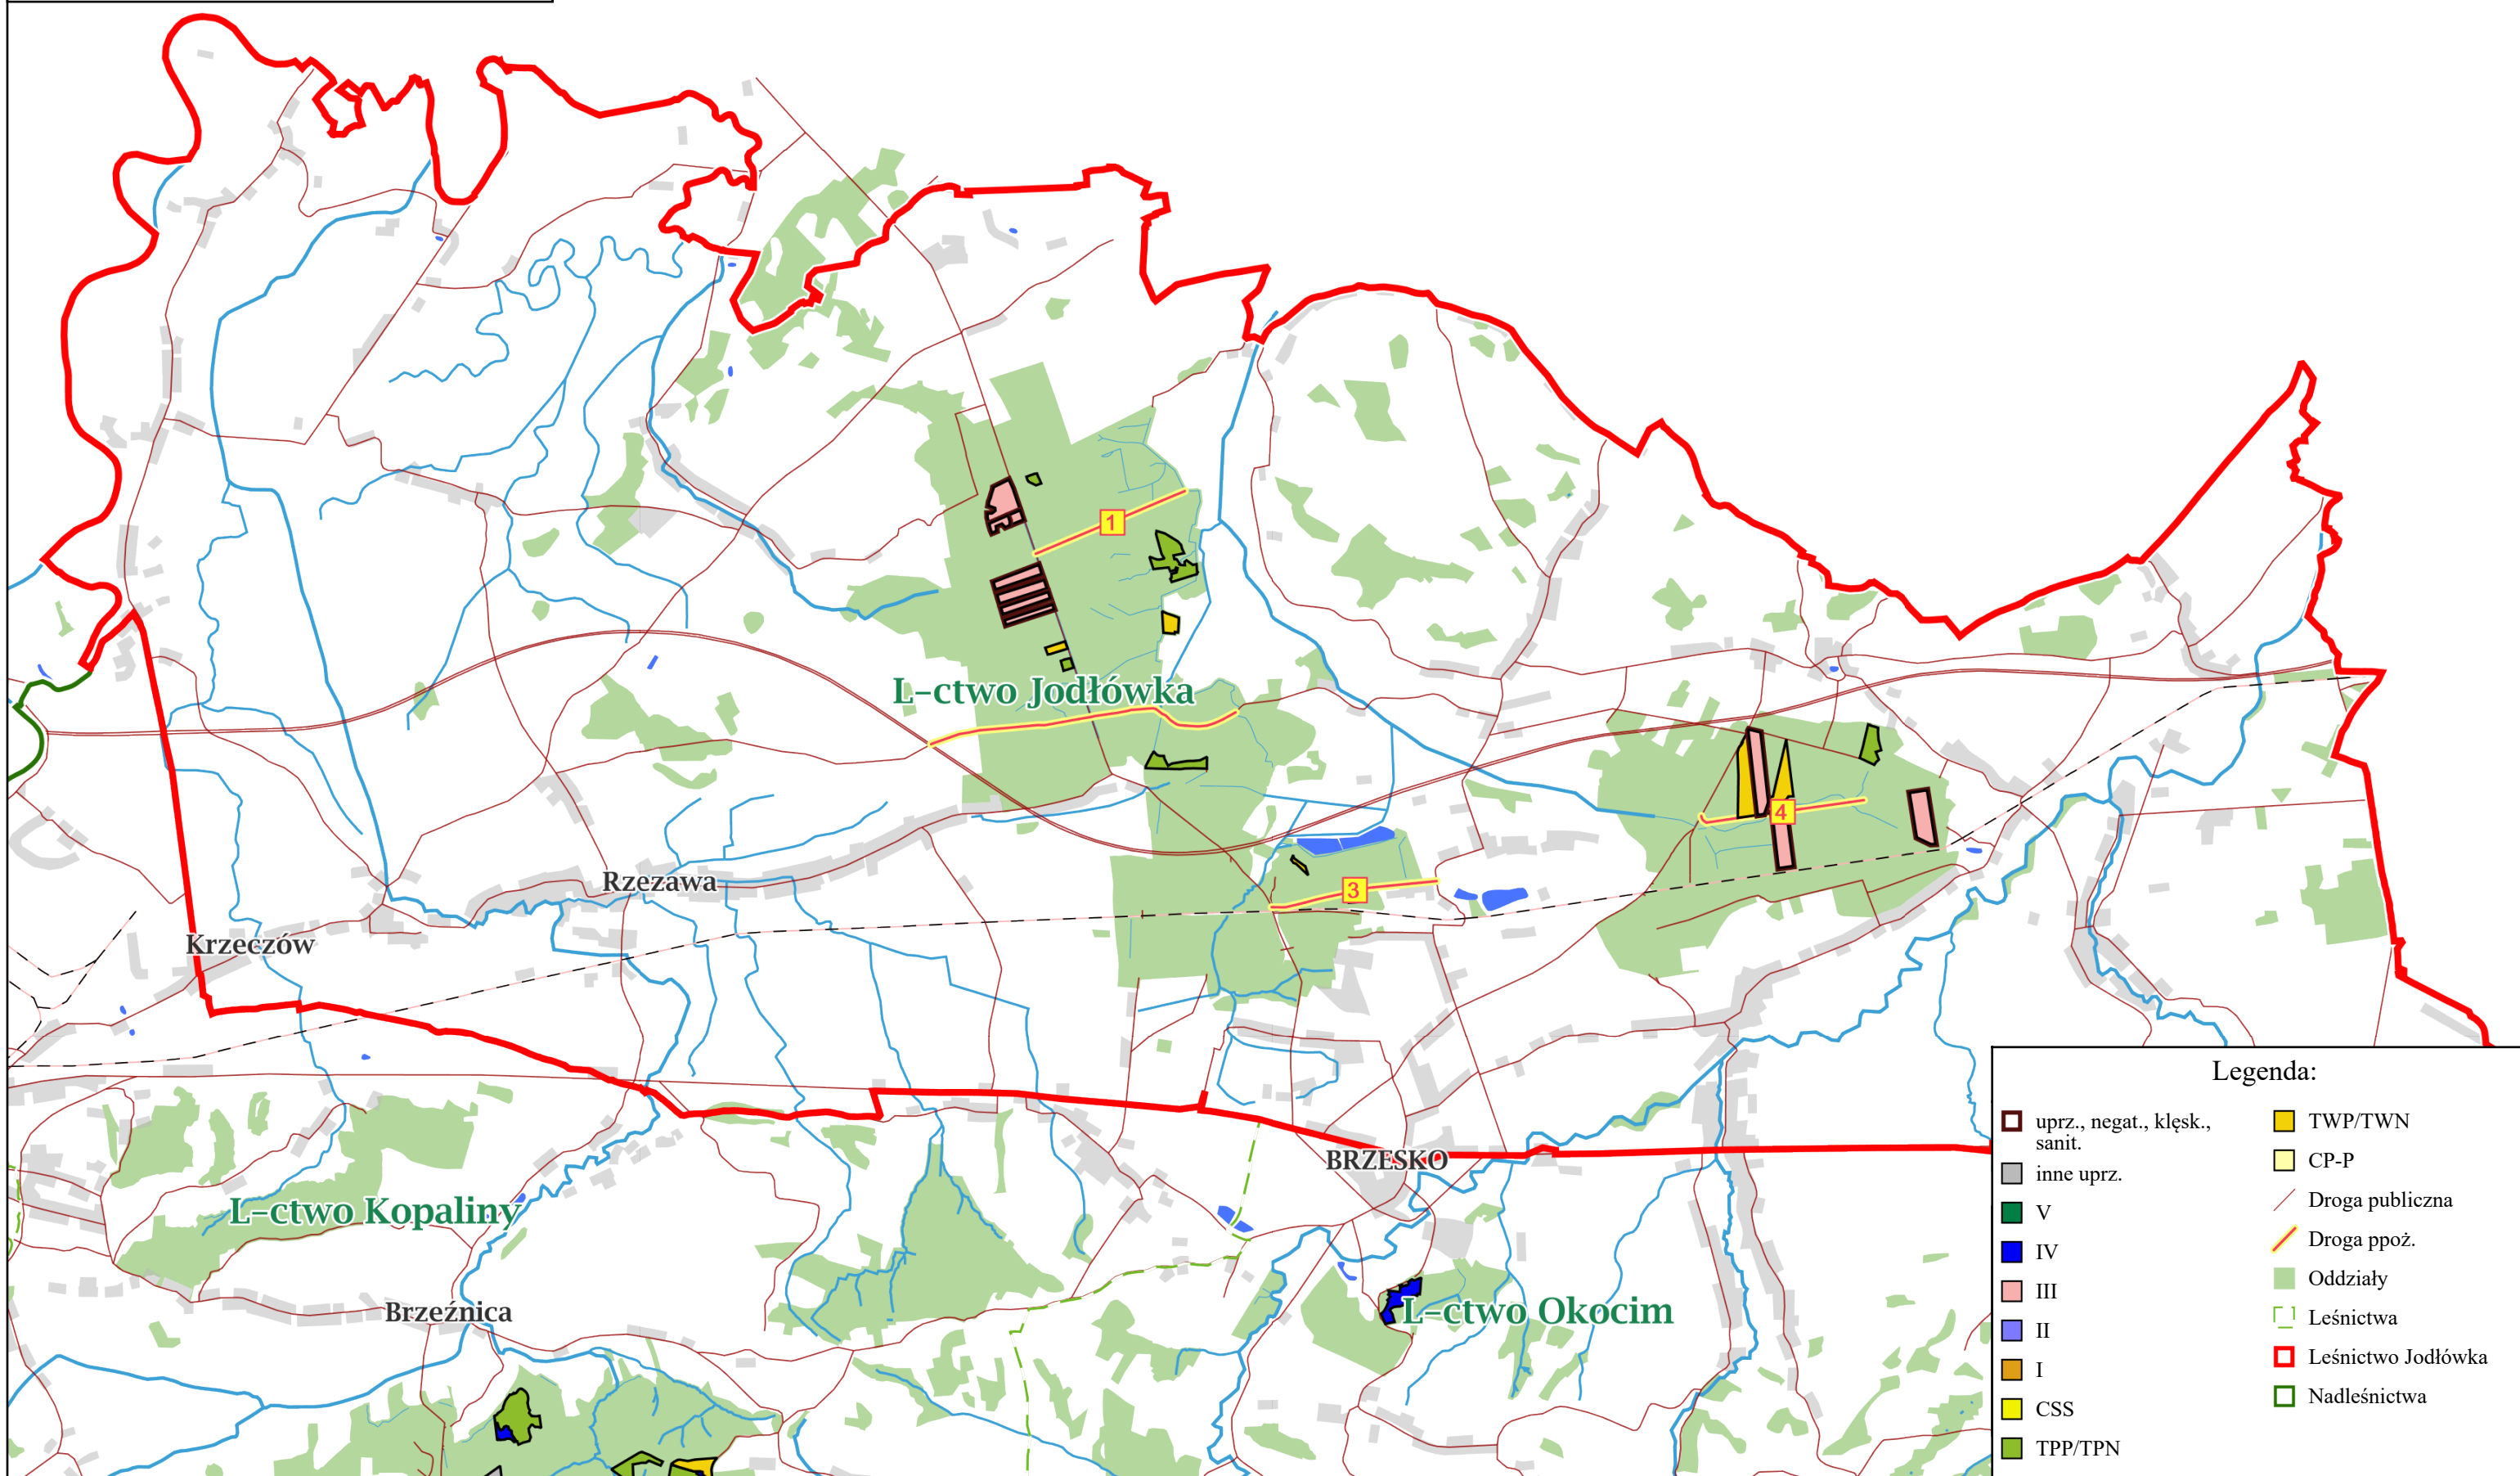 1
L-ctwo Jodłówka
4
Rzezawa
3
Krzeczów
BRZESKO
L-ctwo Kopaliny
Brzeźnica
L-ctwo Okocim
Legenda:
uprz., negat., klęsk.,
sanit.
inne uprz.
V
IV
III
II
I
CSS
TPP/TPN
TWP/TWN
CP-P
Droga publiczna
Droga ppoż.
Oddziały
Leśnictwa
Leśnictwo Jodłówka
Nadleśnictwa